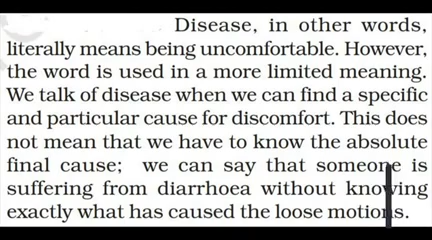 Disease, in other words,
literally means being uncomfortable. However,
the word is used in a more limited meaning.
We talk of disease when we can find a specific
and particular cause for discomfort. This does
not mean that we have to know the absolute
final cause; we can say that someone is
suffering from diarrhoea without knowing
exactly what has caused the loose motions.